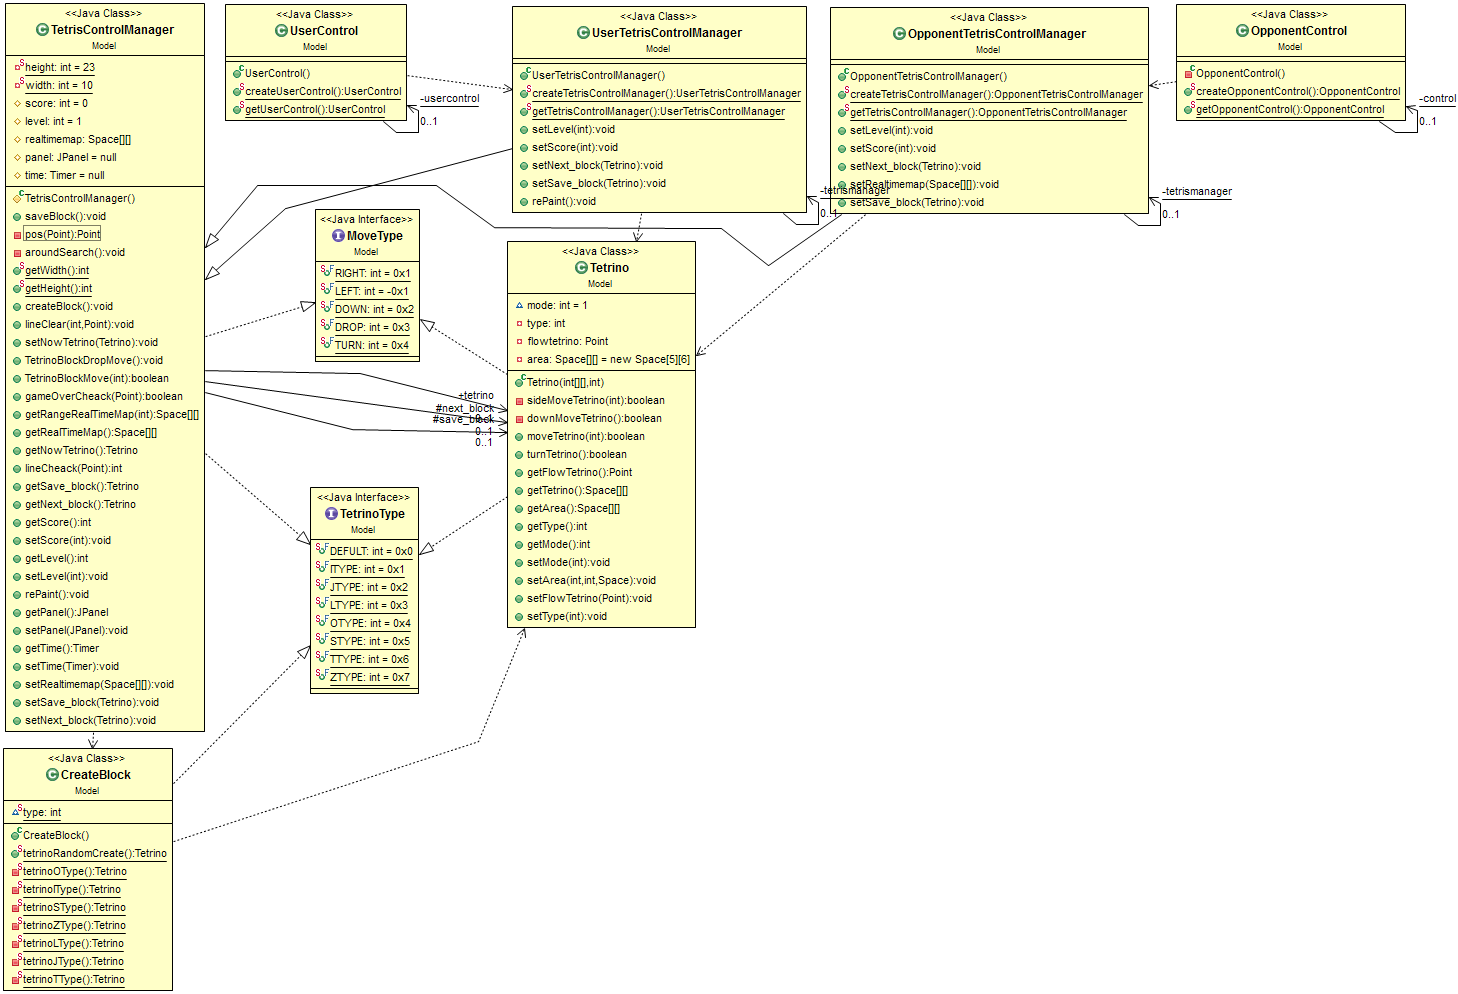 <<Java Class>>
TetrisControlManager
Model
height: int = 23
width: int = 10
score: int = 0
level: int = 1
realtimemap: Space[][]
panel: JPanel = null
time: Timer = null
TetrisControlManager()
saveBlock():void
pos(Point):Point
aroundSearch():void
getWidth():int
getHeight():int
createBlock():void
lineClear(int,Point):void
setNowTetrino(Tetrino):void
TetrinoBlockDropMove():void
TetrinoBlockMove(int):boolean
gameOverCheack(Point):boolean
getRangeRealTimeMap(int):Space[][]
getRealTimeMap():Space[][]
getNowTetrino():Tetrino
lineCheack(Point):int
getSave_block():Tetrino
getNext_block():Tetrino
getScore():int
setScore(int):void
getLevel():int
setLevel(int):void
rePaint():void
getPanel():JPanel
setPanel(JPanel):void
getTime():Timer
setTime(Timer):void
setRealtimemap(Space[][]):void
setSave_block(Tetrino):void
setNext_block(Tetrino):void
<<Java Class>>
UserControl
Model
UserControl()
createUserControl():UserControl
getUserControl():UserControl
-usercontrol
0..1
<<Java Class>>
UserTetrisControlManager
Model
UserTetrisControlManager()
createTetrisControlManager():UserTetrisControlManager
getTetrisControlManager():UserTetrisControlManager
setLevel(int):void
setScore(int):void
setNext_block(Tetrino):void
setSave_block(Tetrino):void
rePaint():void
-tetrismanager
0..1
<<Java Class>>
OpponentTetrisControlManager
Model
OpponentTetrisControlManager()
createTetrisControlManager():OpponentTetrisControlManager
getTetrisControlManager():OpponentTetrisControlManager
setLevel(int):void
setScore(int):void
setNext_block(Tetrino):void
setRealtimemap(Space[][]):void
setSave_block(Tetrino):void
-tetrismanager
0..1
<<Java Class>>
OpponentControl
Model
OpponentControl()
createOpponentControl():OpponentControl
getOpponentControl():OpponentControl
-control
0..1
<<Java Interface>>
MoveType
Model
RIGHT: int = 0x1
LEFT: int = -0x1
DOWN: int = 0x2
DROP: int = 0x3
TURN: int = 0x4
+tetrino
#next_block
0..1
#save_block
0..1
0..1
<<Java Class>>
Tetrino
Model
mode: int = 1
type: int
flowtetrino: Point
area: Space[][] = new Space[5][6]
Tetrino(int[][],int)
sideMoveTetrino(int):boolean
downMoveTetrino():boolean
moveTetrino(int):boolean
turnTetrino():boolean
getFlowTetrino():Point
getTetrino():Space[][]
getArea():Space[][]
getType():int
getMode():int
setMode(int):void
setArea(int,int,Space):void
setFlowTetrino(Point):void
setType(int):void
<<Java Interface>>
TetrinoType
Model
DEFULT: int = 0x0
ITYPE: int = 0x1
JTYPE: int = 0x2
LTYPE: int = 0x3
OTYPE: int = 0x4
STYPE: int = 0x5
TTYPE: int = 0x6
ZTYPE: int = 0x7
<<Java Class>>
CreateBlock
Model
type: int
CreateBlock()
tetrinoRandomCreate():Tetrino
tetrinoOType():Tetrino
tetrinoIType():Tetrino
tetrinoSType():Tetrino
tetrinoZType():Tetrino
tetrinoLType():Tetrino
tetrinoJType():Tetrino
tetrinoTType():Tetrino